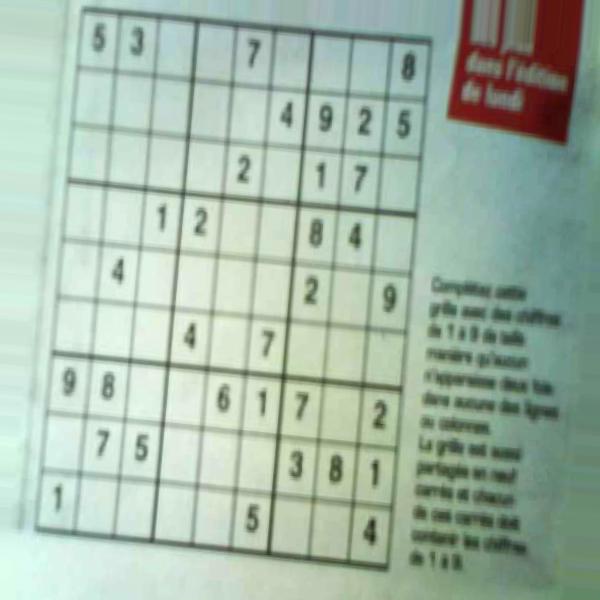 dans l'édition
de lundi
5 3 7 8
4 9 2 5
2 1 7
1 2 8 4
4 2 9
4 7
9 8 6 1 7 2
7 5 3 8 1
1 5 4
Complétez cette
grille avec des chiffres
de 1 à 9 de telle
manière qu'aucun
n'apparaisse deux fois
dans aucune des lignes
ou colonnes.
La grille est aussi
partagée en neuf
carrés et chacun
de ces carrés doit
contenir les chiffres
de 1 à 9.